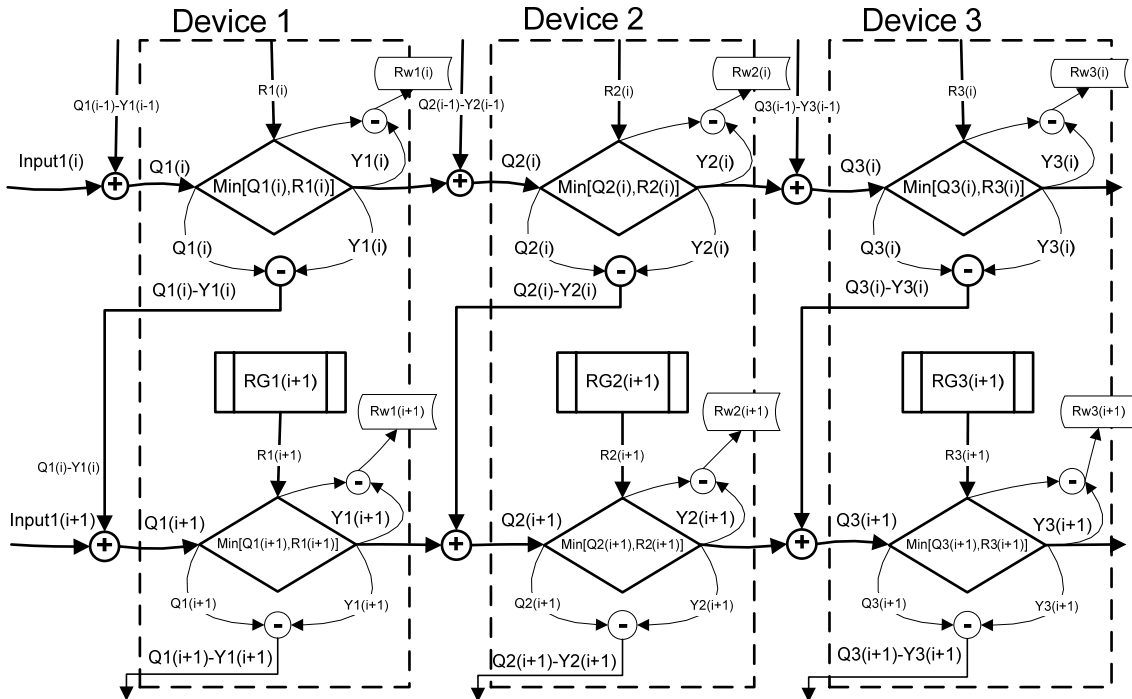 Device 1
Device 2
Device 3
Rw1(i)
Rw2(i)
Rw3(i)
Q1(i-1)-Y1(i-1)
R1(i)
Q2(i-1)-Y2(i-1)
R2(i)
Q3(i-1)-Y3(i-1)
R3(i)
-
-
-
Input1(i)
Q1(i)
Y1(i)
Q2(i)
Y2(i)
Q3(i)
Y3(i)
+
Min[Q1(i),R1(i)]
+
Min[Q2(i),R2(i)]
+
Min[Q3(i),R3(i)]
Q1(i)
Y1(i)
Q2(i)
Y2(i)
Q3(i)
Y3(i)
-
-
-
Q1(i)-Y1(i)
Q2(i)-Y2(i)
Q3(i)-Y3(i)
RG1(i+1)
RG2(i+1)
RG3(i+1)
Rw1(i+1)
Rw2(i+1)
Rw3(i+1)
Q1(i)-Y1(i)
R1(i+1)
R2(i+1)
R3(i+1)
-
-
-
Input1(i+1)
Q1(i+1)
Y1(i+1)
Q2(i+1)
Y2(i+1)
Q3(i+1)
Y3(i+1)
+
Min[Q1(i+1),R1(i+1)]
+
Min[Q2(i+1),R2(i+1)]
+
Min[Q3(i+1),R3(i+1)]
Q1(i+1)
Y1(i+1)
Q2(i+1)
Y2(i+1)
Q3(i+1)
Y3(i+1)
-
-
-
Q1(i+1)-Y1(i+1)
Q2(i+1)-Y2(i+1)
Q3(i+1)-Y3(i+1)